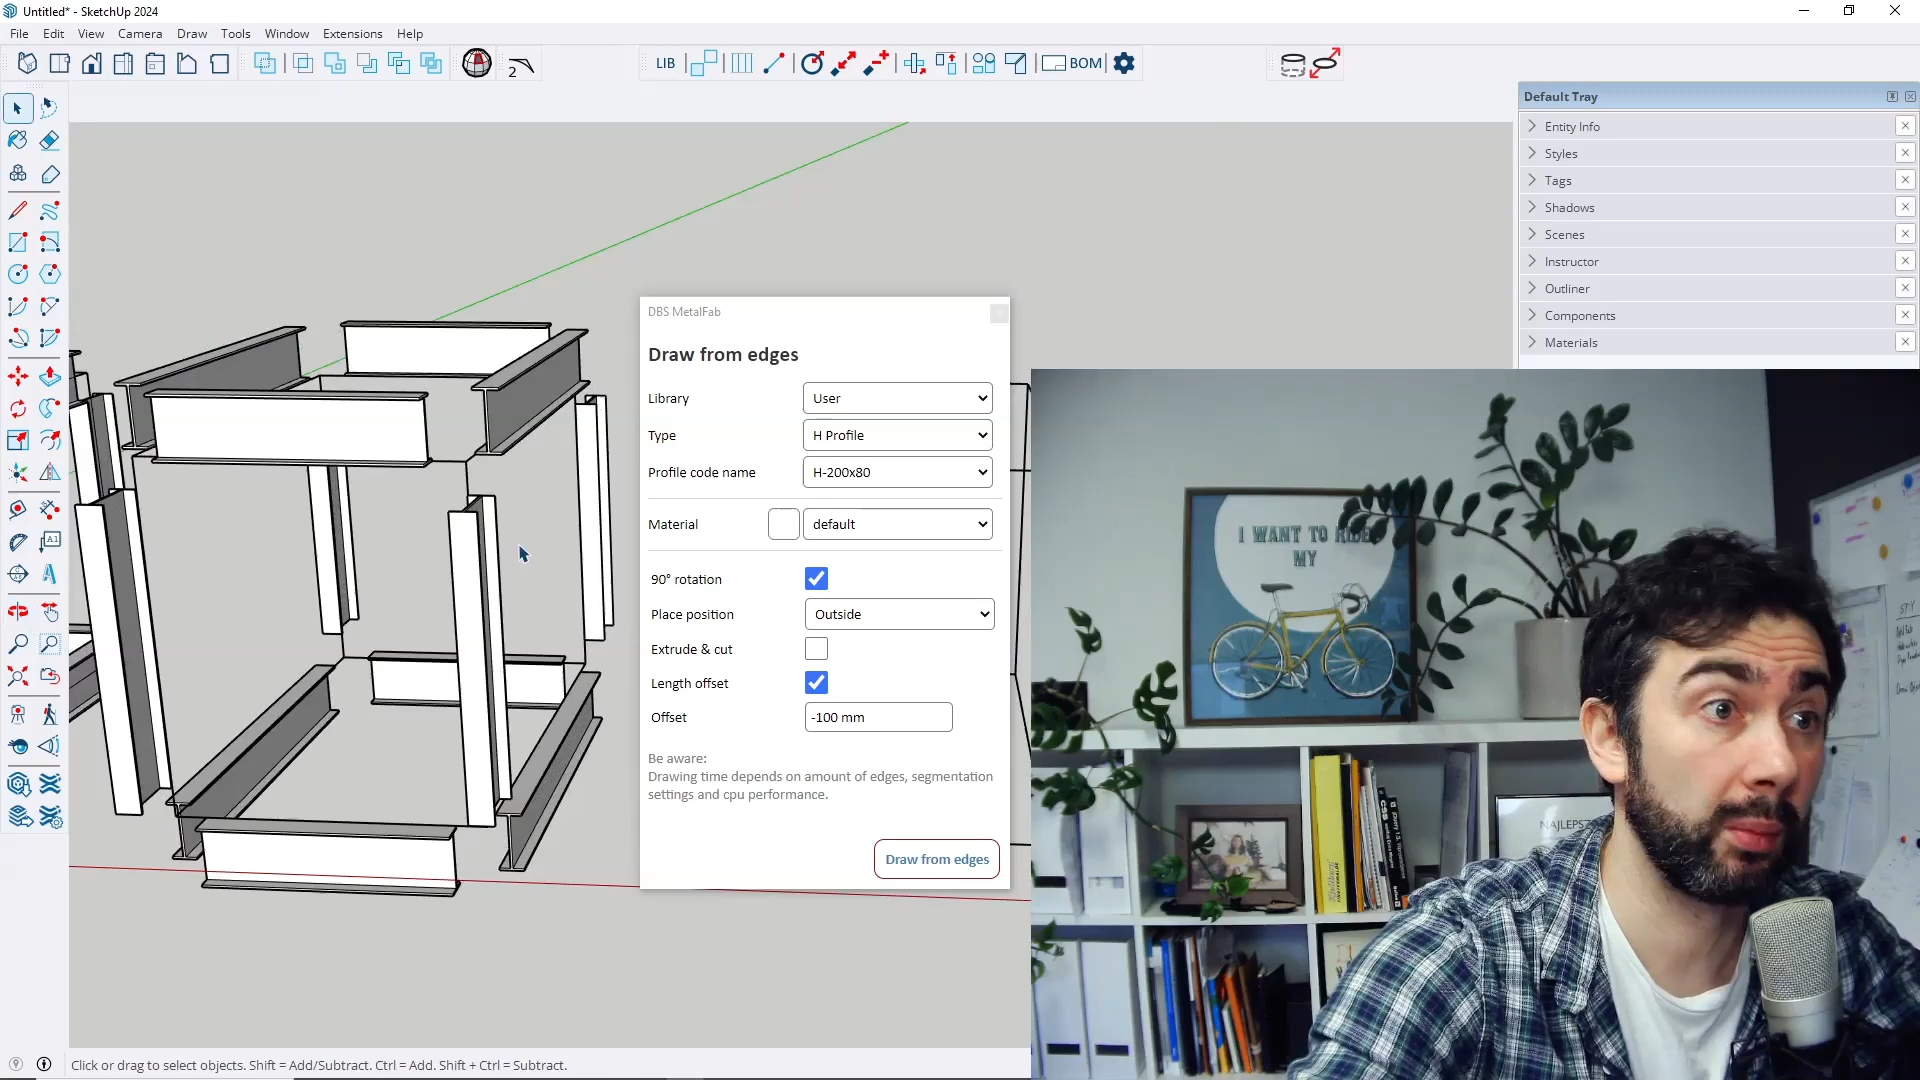 Untitled* - SketchUp 2024
File Edit View Camera Draw Tools Window Extensions Help
2
LIB
BOM
Default Tray
Entity Info
Styles
Tags
Shadows
Scenes
Instructor
Outliner
Components
Materials
DBS MetalFab
Draw from edges
Library User
Type H Profile
Profile code name H-200x80
Material default
90° rotation
Place position Outside
Extrude & cut
Length offset
Offset -100 mm
Be aware:
Drawing time depends on amount of edges, segmentation
settings and cpu performance.
Draw from edges
I WANT TO RIDE
MY
Click or drag to select objects. Shift = Add/Subtract. Ctrl = Add. Shift + Ctrl = Subtract.